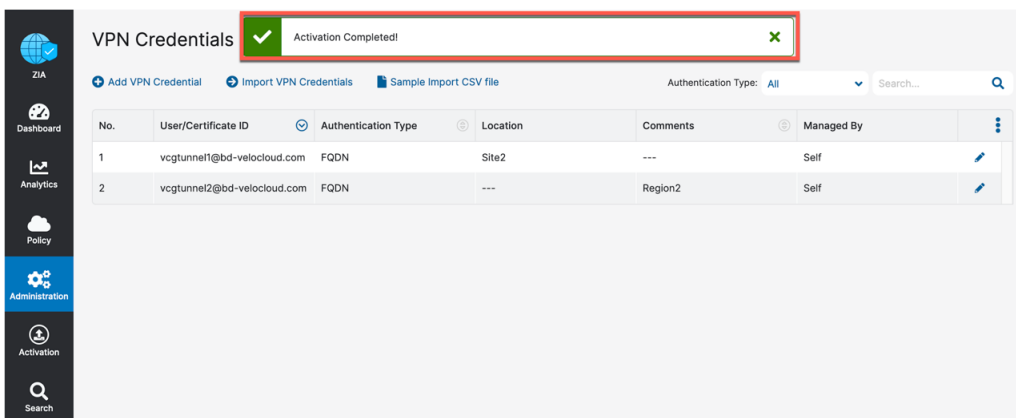 VPN Credentials
Activation Completed!
ZIA
Dashboard
Analytics
Policy
Administration
Activation
Search
Add VPN Credential Import VPN Credentials Sample Import CSV file Authentication Type: All Search...
No. User/Certificate ID Authentication Type Location Comments Managed By
1 vcgtunnel1@bd-velocloud.com FQDN Site2 --- Self
2 vcgtunnel2@bd-velocloud.com FQDN --- Region2 Self